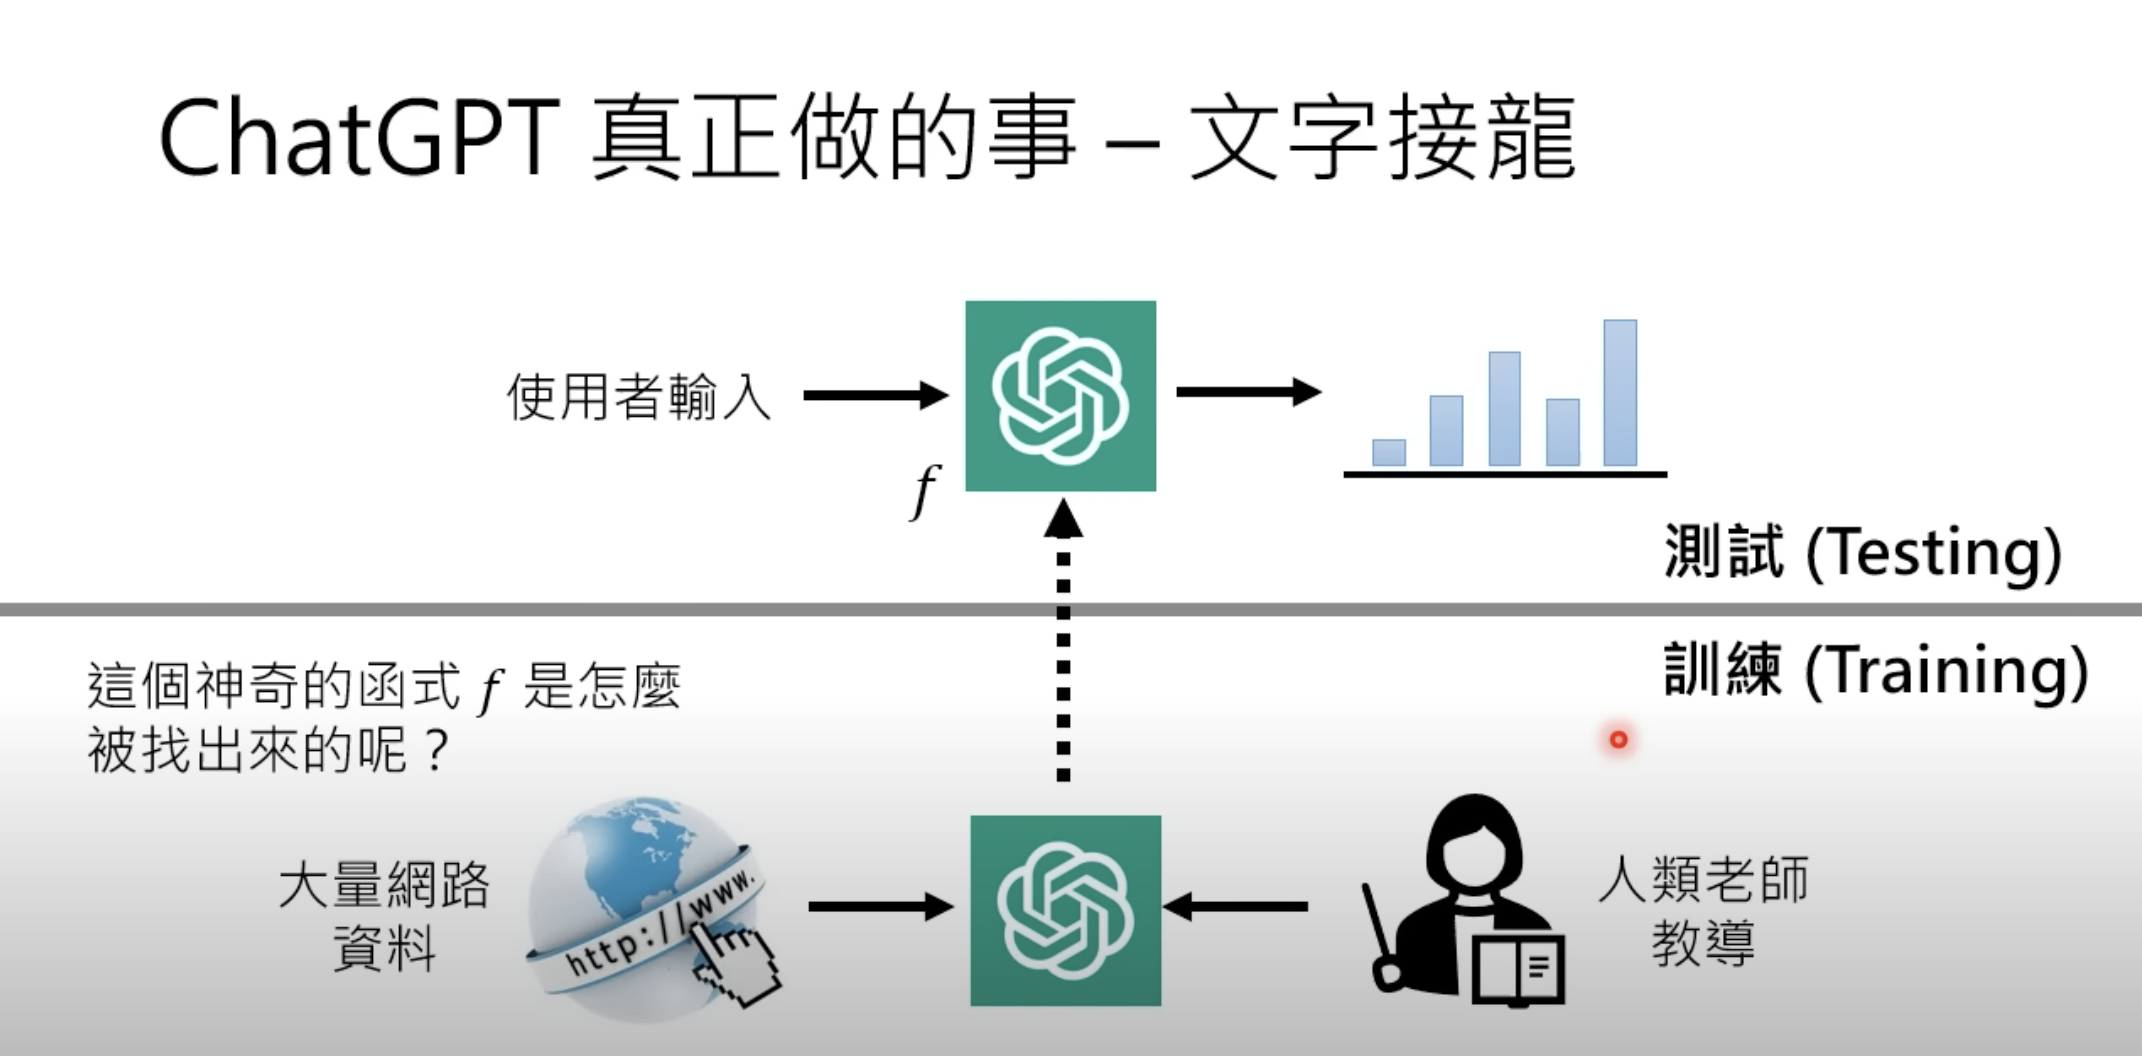 ChatGPT 真正做的事 – 文字接龍
使用者輸入
f
測試 (Testing)
訓練 (Training)
這個神奇的函式 f 是怎麼
被找出來的呢？
大量網路
資料
http://www.
人類老師
教導